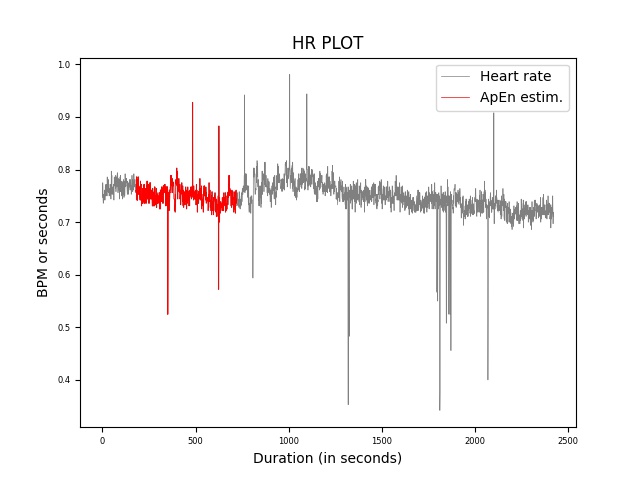 HR PLOT
Heart rate
ApEn estim.
BPM or seconds
1.0
0.9
0.8
0.7
0.6
0.5
0.4
0 500 1000 1500 2000 2500
Duration (in seconds)